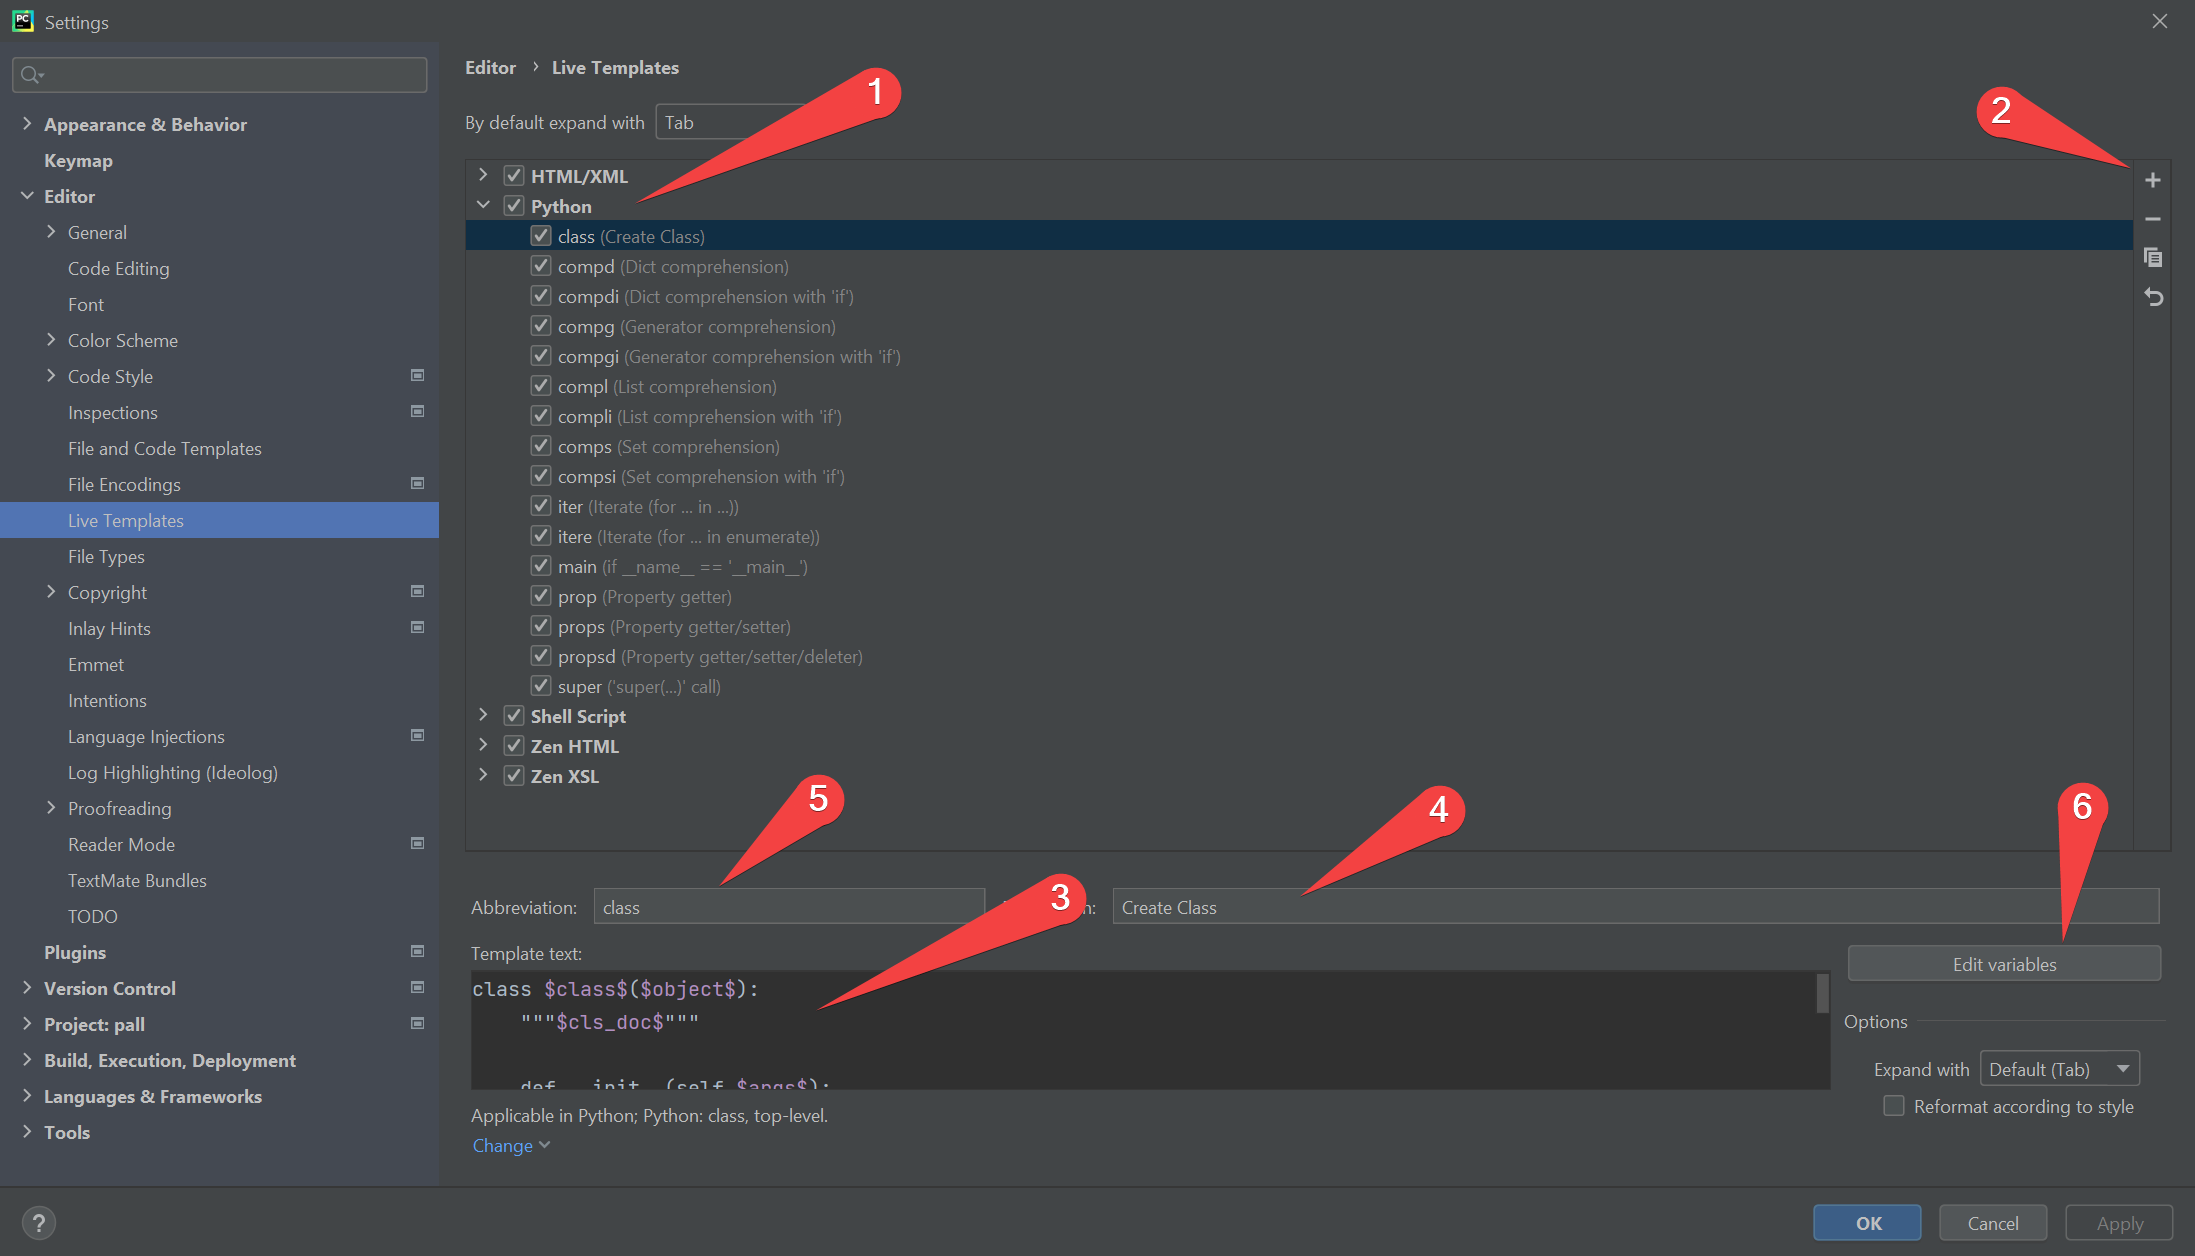 PC Settings
Appearance & Behavior
Keymap
Editor
General
Code Editing
Font
Color Scheme
Code Style
Inspections
File and Code Templates
File Encodings
Live Templates
File Types
Copyright
Inlay Hints
Emmet
Intentions
Language Injections
Log Highlighting (Ideolog)
Proofreading
Reader Mode
TextMate Bundles
TODO
Plugins
Version Control
Project: pall
Build, Execution, Deployment
Languages & Frameworks
Tools
?
Editor › Live Templates
1
2
By default expand with Tab
HTML/XML
Python
class (Create Class)
compd (Dict comprehension)
compdi (Dict comprehension with 'if')
compg (Generator comprehension)
compgi (Generator comprehension with 'if')
compl (List comprehension)
compli (List comprehension with 'if')
comps (Set comprehension)
compsi (Set comprehension with 'if')
iter (Iterate (for ... in ...))
itere (Iterate (for ... in enumerate))
main (if __name__ == '__main__')
prop (Property getter)
props (Property getter/setter)
propsd (Property getter/setter/deleter)
super ('super(...)' call)
Shell Script
Zen HTML
Zen XSL
5
4
6
3
Abbreviation: class
n: Create Class
Template text:
Edit variables
class $class$($object$):
"""$cls_doc$"""
def __init__(self, $args$):
Options
Expand with Default (Tab)
Reformat according to style
Applicable in Python; Python: class, top-level.
Change
OK Cancel Apply